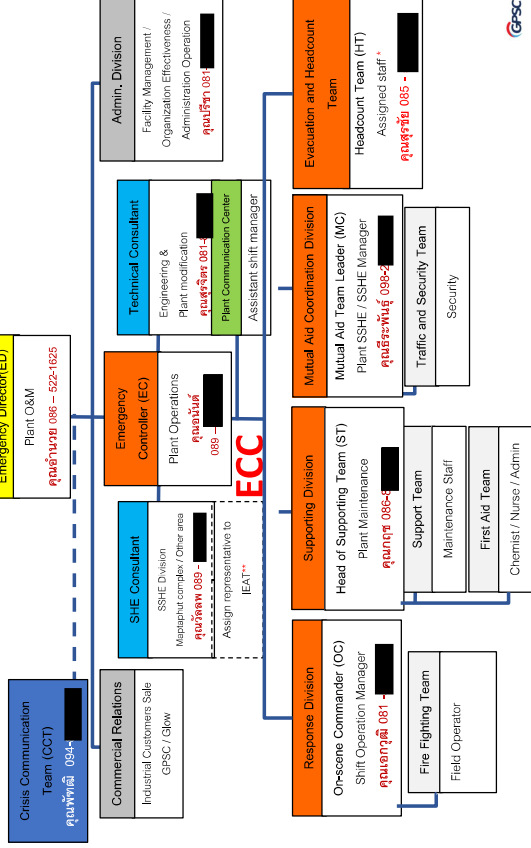 Emergency Director(ED)
Plant O&M
คุณอำนวย 086 – 522-1625
Crisis Communication
Team (CCT)
คุณพัฑฒิ 094-
Commercial Relations
Industrial Customers Sale
GPSC / Glow
Admin. Division
Facility Management /
Organization Effectiveness /
Administration Operation
คุณปรีชา 081-
SHE Consultant
SSHE Division
Maptaphut complex / Other area
คุณวัลลพ 089 -
Assign representative to
IEAT**
Emergency
Controller (EC)
Plant Operations
คุณอนันต์
089 –
Technical Consultant
Engineering &
Plant modification
คุณสุรจิตร 081-
Plant Communication Center
Assistant shift manager
ECC
Response Division
On-scene Commander (OC)
Shift Operation Manager
คุณเอกวุฒิ 081 -
Fire Fighting Team
Field Operator
Supporting Division
Head of Supporting Team (ST)
Plant Maintenance
คุณกฤช 086-8
Support Team
Maintenance Staff
First Aid Team
Chemist / Nurse / Admin
Mutual Aid Coordination Division
Mutual Aid Team Leader (MC)
Plant SSHE / SSHE Manager
คุณธีระพันธุ์ 098-2
Traffic and Security Team
Security
Evacuation and Headcount
Team
Headcount Team (HT)
Assigned staff *
คุณสุรชัย 085 -
GPSC